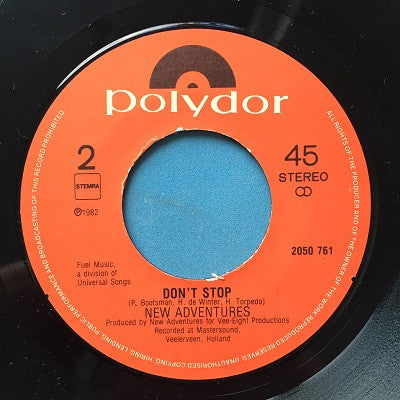 polydor
2
45
STEMRA
STEREO
℗1982
2050 761
Fuel Music,
a division of
Universal Songs
DON'T STOP
(P. Bootsman, H. de Winter, H. Torpedo)
NEW ADVENTURES
Produced by New Adventures for Vee-Eight Productions
Recorded at Mastersound,
Veelerveen, Holland
ALL RIGHTS OF THE PRODUCER AND OF THE OWNER OF THE WORK REPRODUCED RESERVED. UNAUTHORIZED COPYING, HIRING, LENDING, PUBLIC PERFORMANCE AND BROADCASTING OF THIS RECORD PROHIBITED.